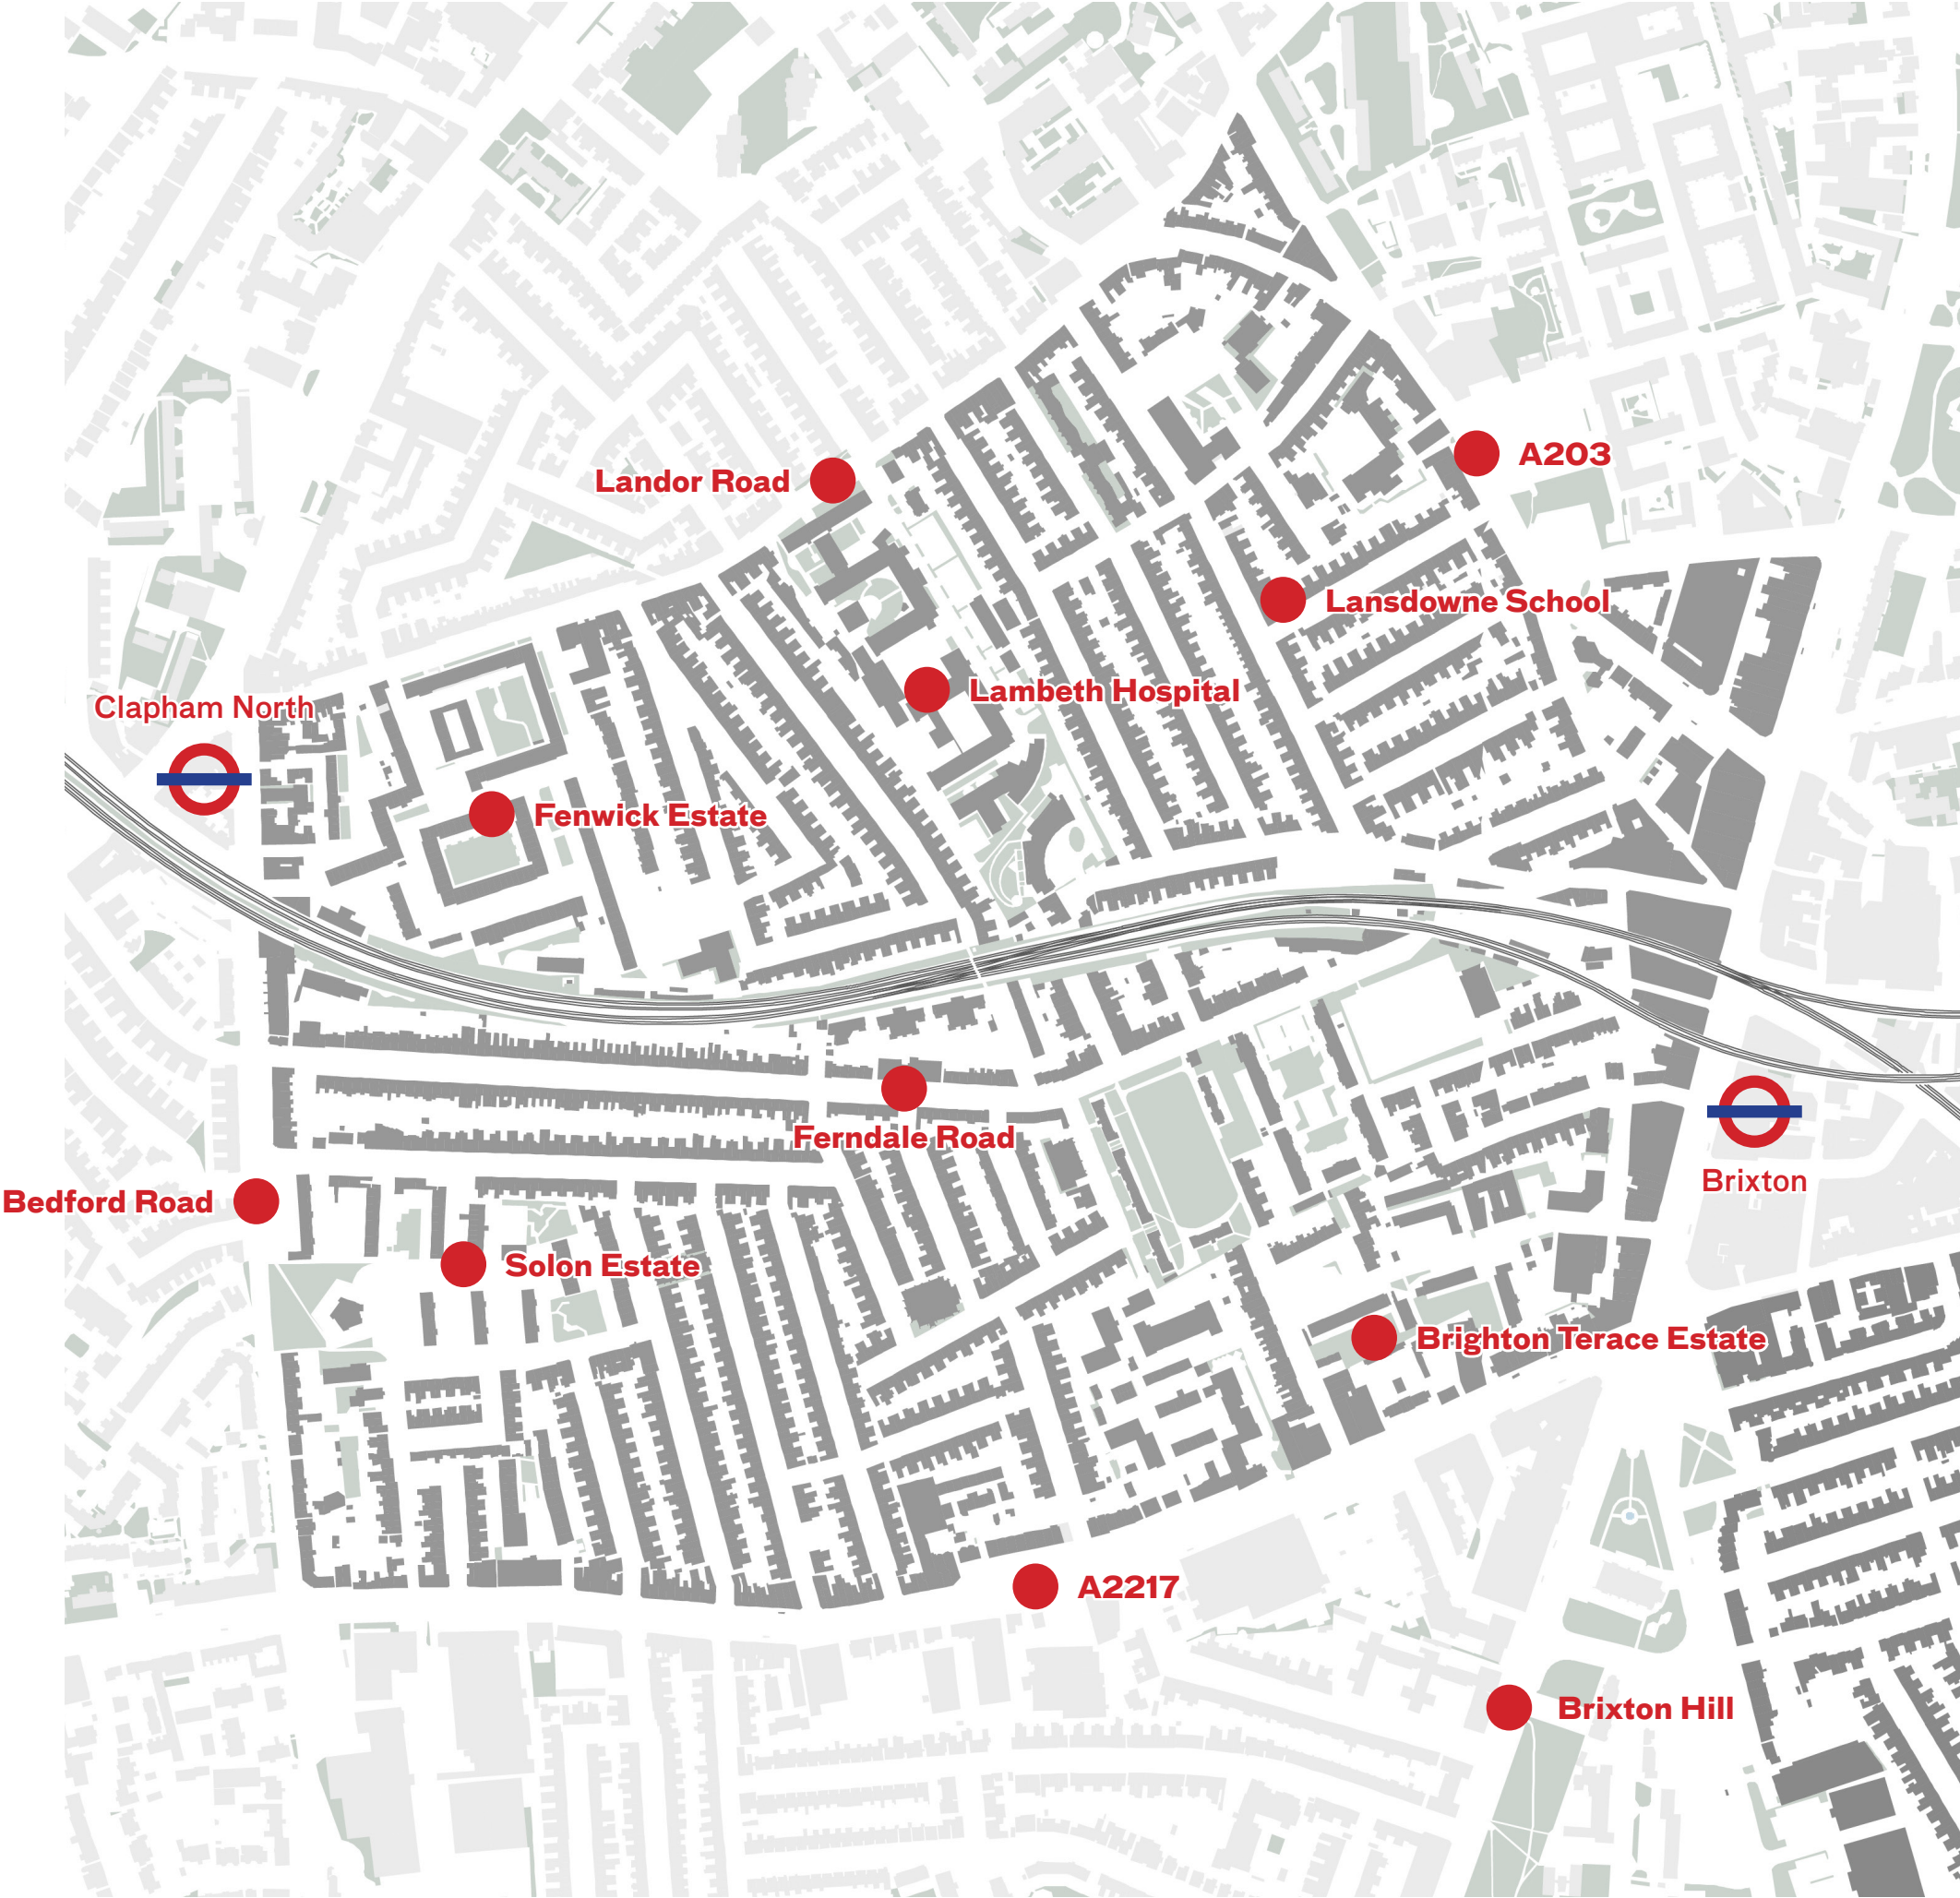 Landor Road
A203
Lansdowne School
Lambeth Hospital
Clapham North
Fenwick Estate
Ferndale Road
Brixton
Bedford Road
Solon Estate
Brighton Terace Estate
A2217
Brixton Hill